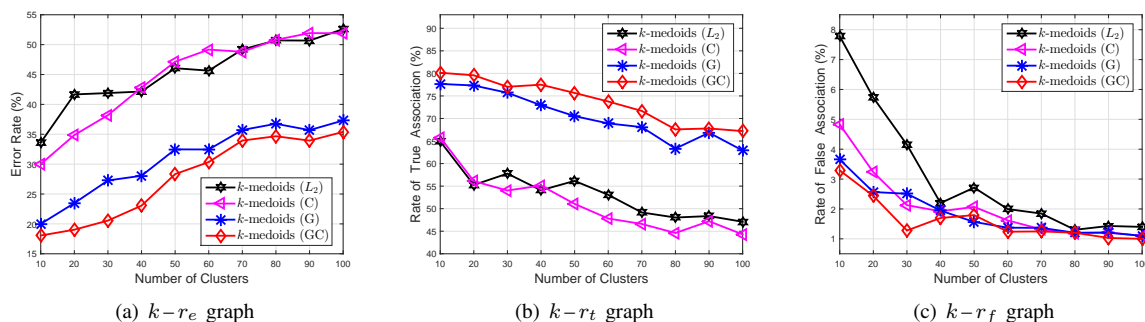 55
50
45
40
35
30
25
20
15
Error Rate (%)
k-medoids (L₂)
k-medoids (C)
k-medoids (G)
k-medoids (GC)
10 20 30 40 50 60 70 80 90 100
Number of Clusters
(a) k−rₑ graph
95
90
85
80
75
70
65
60
55
50
45
40
Rate of True Association (%)
k-medoids (L₂)
k-medoids (C)
k-medoids (G)
k-medoids (GC)
10 20 30 40 50 60 70 80 90 100
Number of Clusters
(b) k−rₜ graph
8
7
6
5
4
3
2
1
Rate of False Association (%)
k-medoids (L₂)
k-medoids (C)
k-medoids (G)
k-medoids (GC)
10 20 30 40 50 60 70 80 90 100
Number of Clusters
(c) k−r_f graph